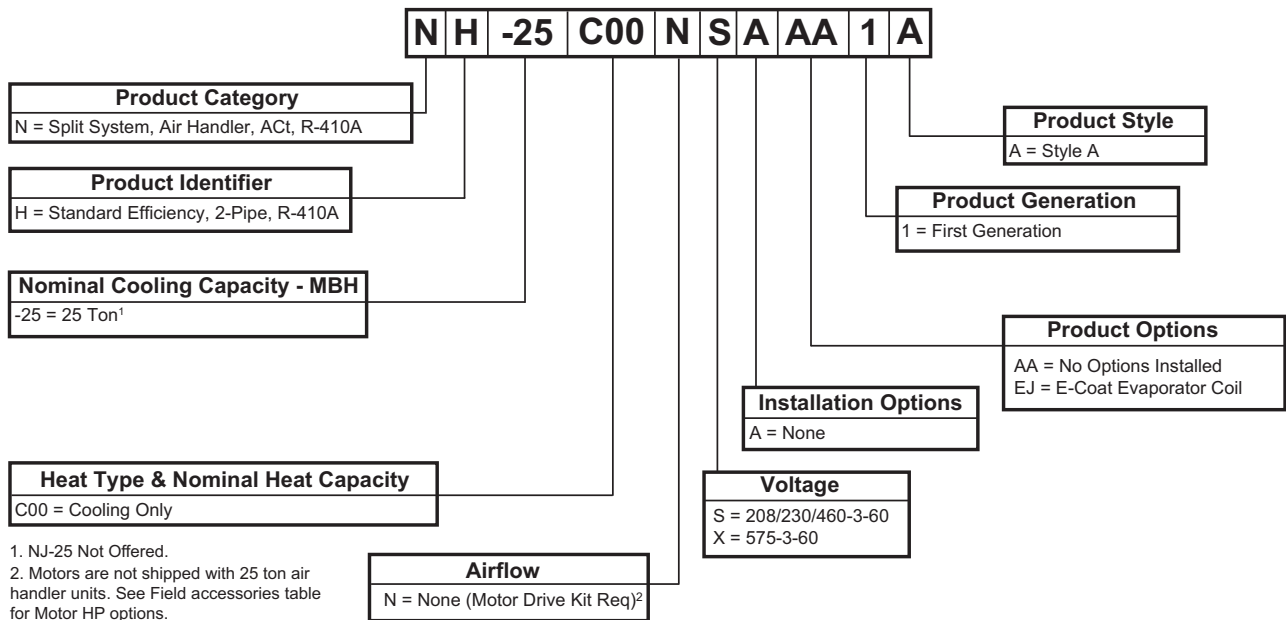 N H -25 C00 N S A AA 1 A
Product Category
N = Split System, Air Handler, ACt, R-410A
Product Identifier
H = Standard Efficiency, 2-Pipe, R-410A
Nominal Cooling Capacity - MBH
-25 = 25 Ton¹
Heat Type & Nominal Heat Capacity
C00 = Cooling Only
1. NJ-25 Not Offered.
2. Motors are not shipped with 25 ton air
handler units. See Field accessories table
for Motor HP options.
Airflow
N = None (Motor Drive Kit Req)²
Voltage
S = 208/230/460-3-60
X = 575-3-60
Installation Options
A = None
Product Options
AA = No Options Installed
EJ = E-Coat Evaporator Coil
Product Generation
1 = First Generation
Product Style
A = Style A